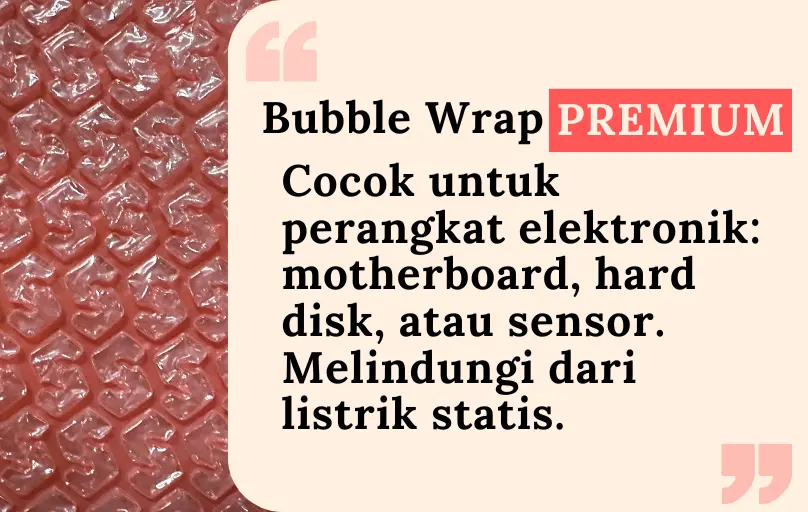 Bubble Wrap PREMIUM
Cocok untuk
perangkat elektronik:
motherboard, hard
disk, atau sensor.
Melindungi dari
listrik statis.